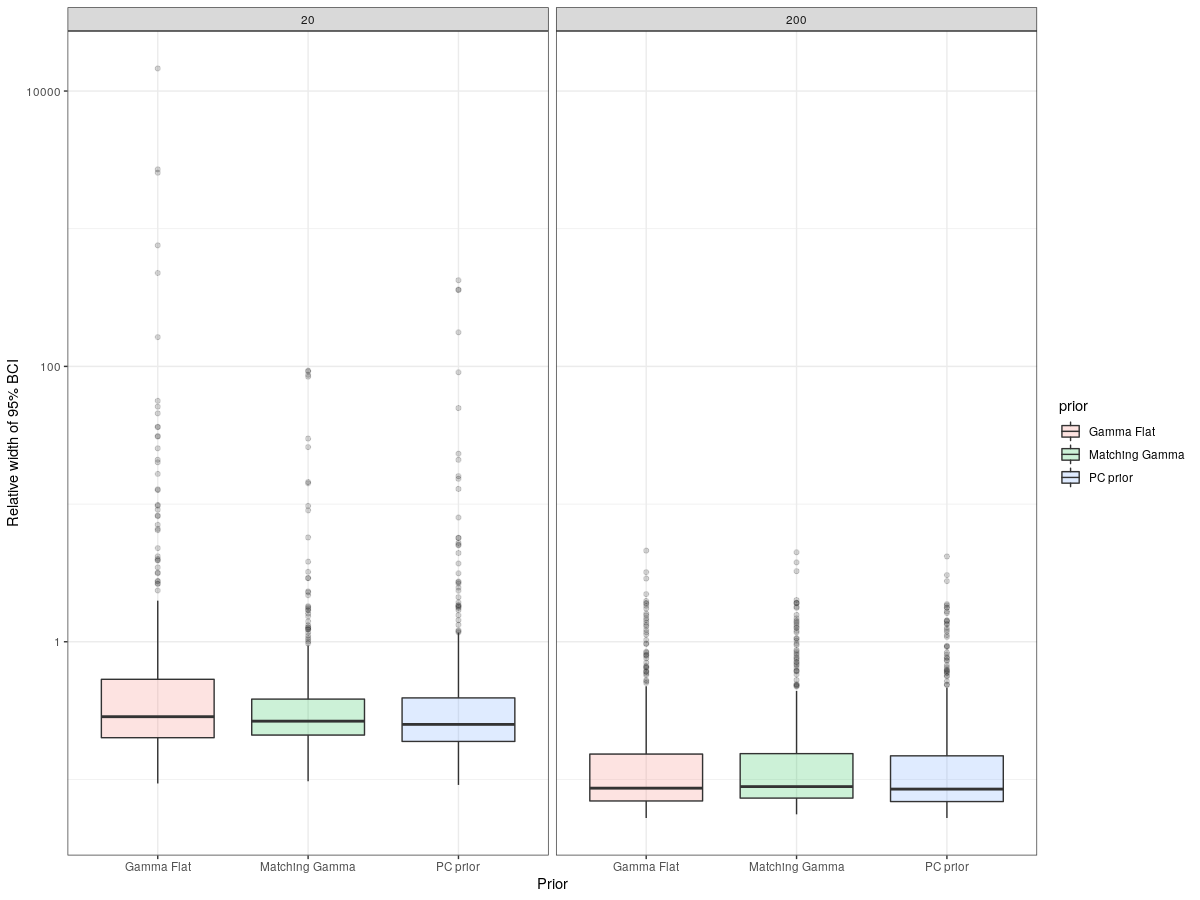 20
200
10000
100
1
Relative width of 95% BCI
Gamma Flat
Matching Gamma
PC prior
Gamma Flat
Matching Gamma
PC prior
Prior
prior
Gamma Flat
Matching Gamma
PC prior